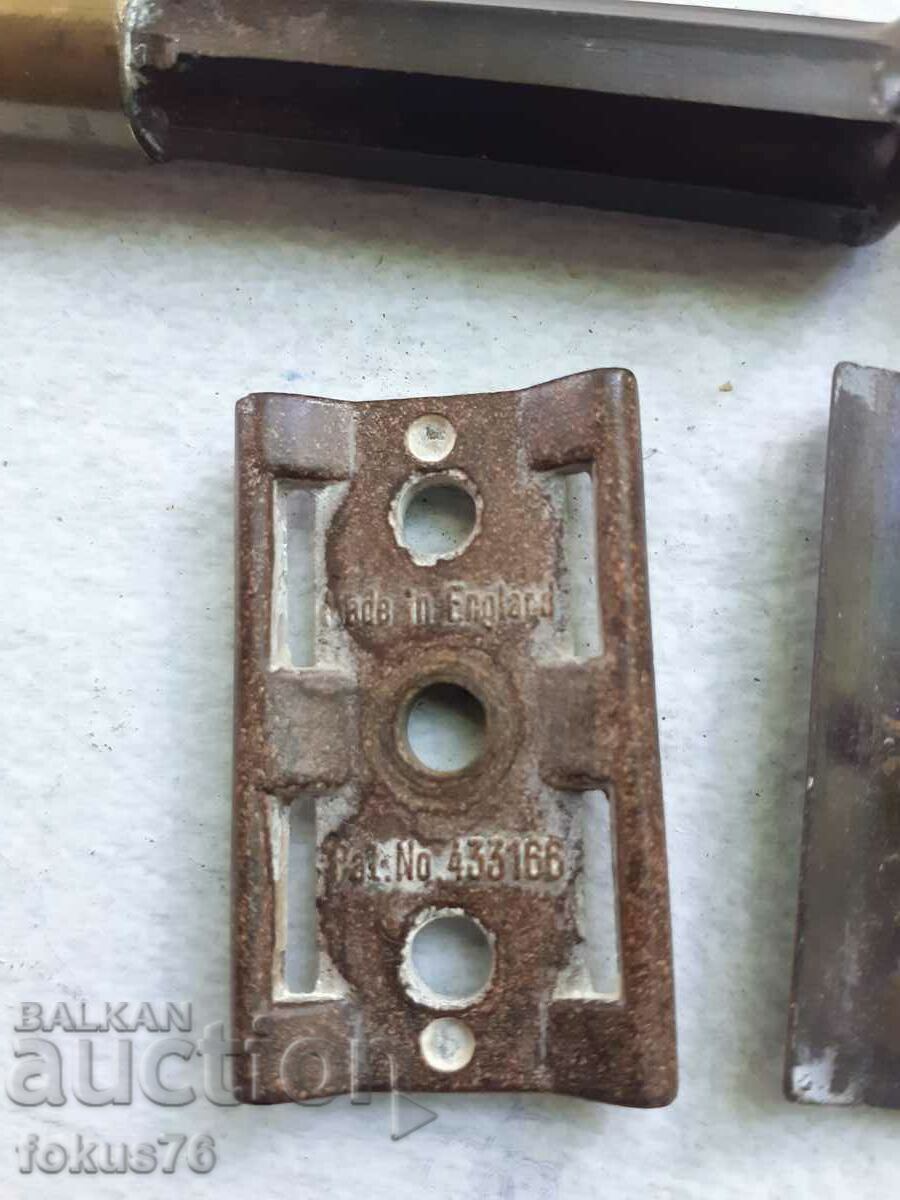 Made in England
Pat. No. 433166
BALKAN
auction
fokus76